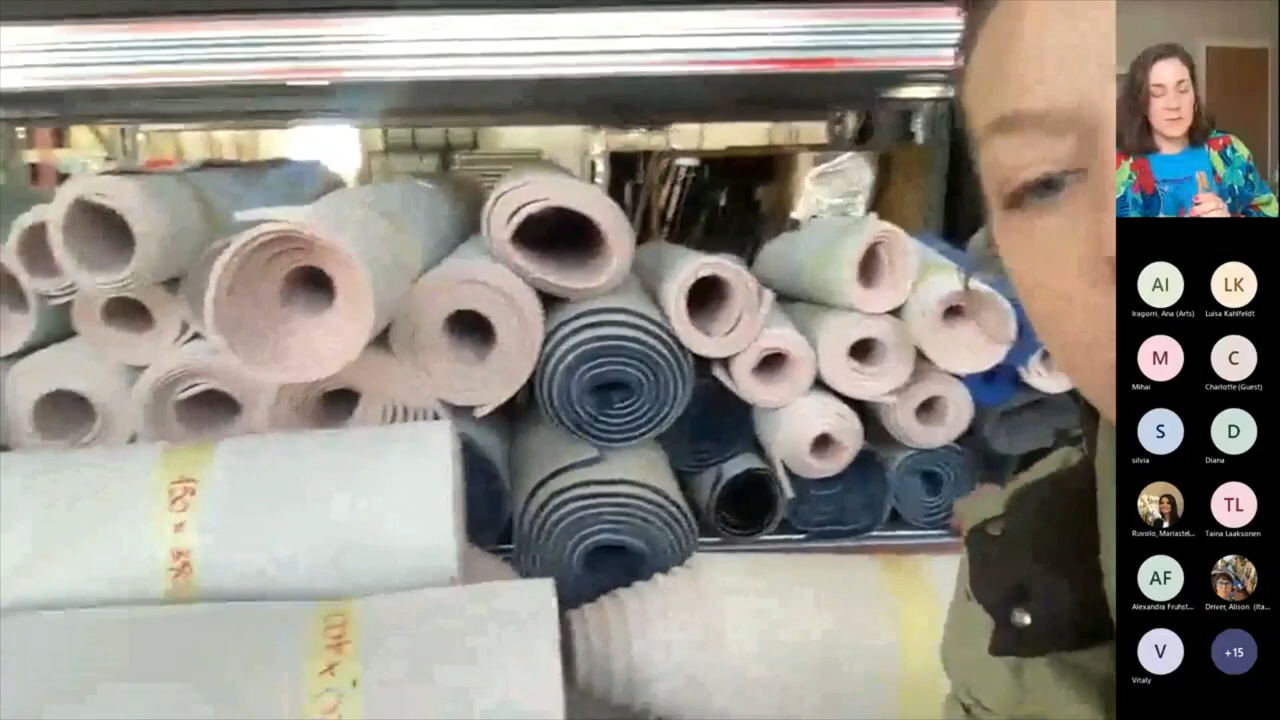 AI
Iragorri, Ana (Arts)
LK
Luisa Kahlfeldt
M
Mihai
C
Charlotte (Guest)
S
silvia
D
Diana
Ruvolo, Mariastel...
TL
Taina Laaksonen
AF
Alexandra Fruhst...
Driver, Alison (Ita...
V
Vitaly
+15